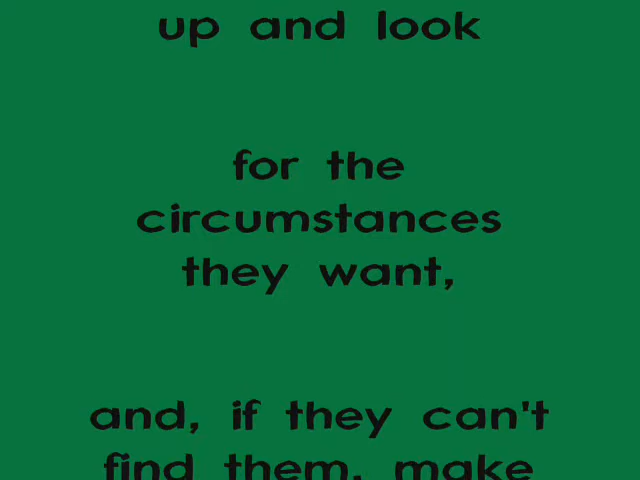 up and look
for the
circumstances
they want,
and, if they can't
find them, make